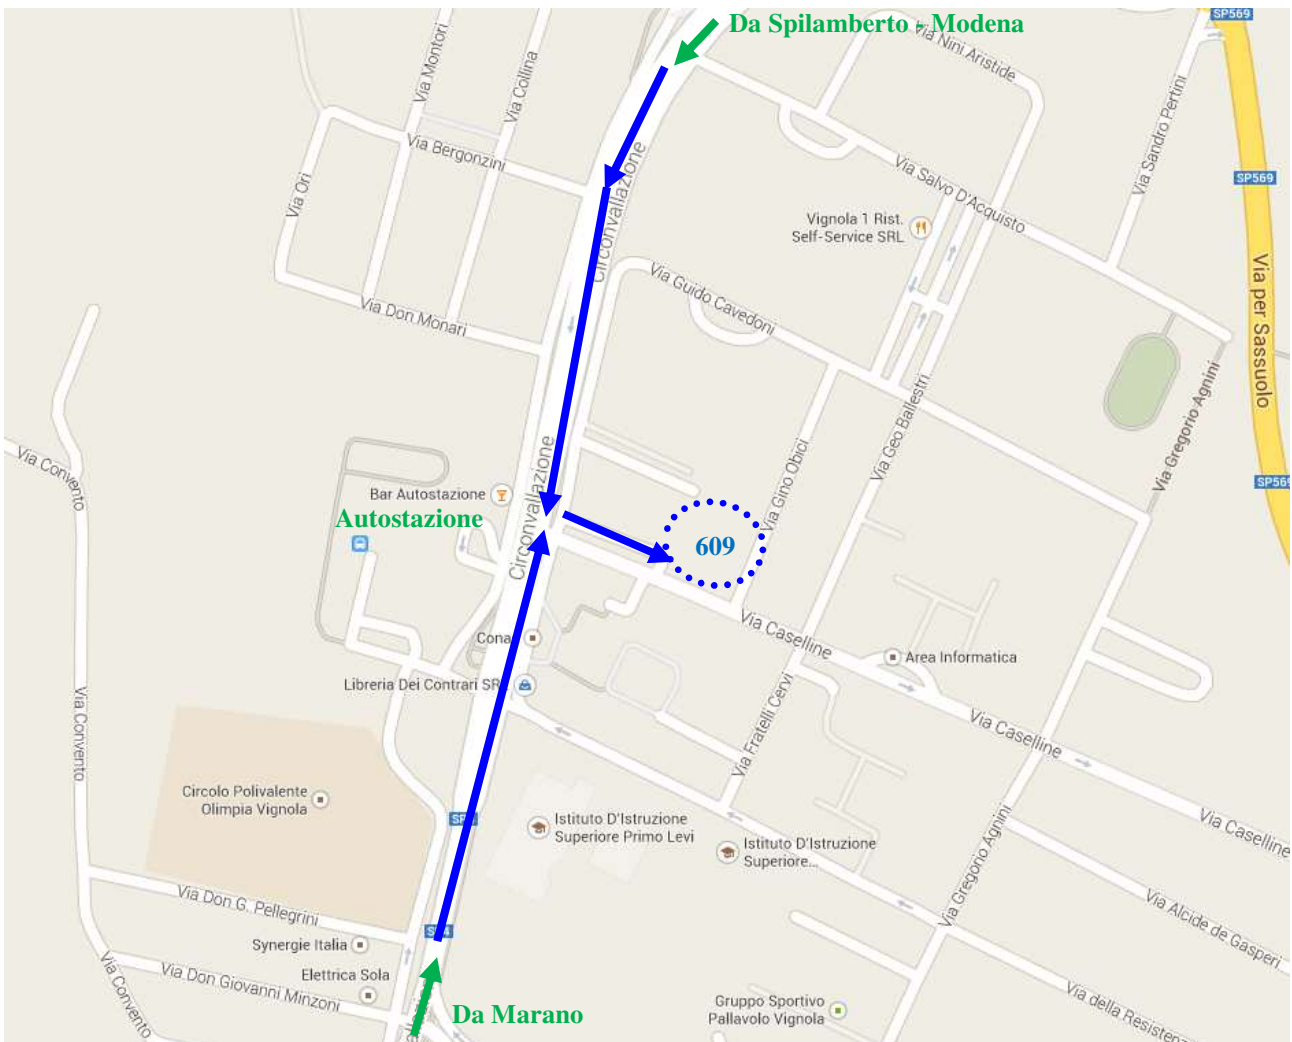 SP569
Da Spilamberto - Modena
Via Nini Aristide
Via Montori
Via Collina
Via Sandro Pertini
Via Bergonzini
Circonvallazione
Via Salvo D'Acquisto
SP569
Via Ori
Vignola 1 Rist.
Self-Service SRL
Via Guido Cavedoni
Via per Sassuolo
Via Don Monari
Via Geo Ballestri
Via Gregorio Agnini
Via Gino Obici
Via Convento
Circonvallazione
Bar Autostazione
SP569
Autostazione
609
Via Caselline
Cona
Area Informatica
Libreria Dei Contrari SR
Via Convento
Via Fratelli Cervi
Via Caselline
Circolo Polivalente
Olimpia Vignola
Istituto D'Istruzione
Superiore Primo Levi
Istituto D'Istruzione
Superiore...
Via Caselline
Via Gregorio Agnini
Via Don G. Pellegrini
Via Alcide de Gasperi
Synergie Italia
Via Don Giovanni Minzoni
Elettrica Sola
Via Convento
Via della Resistenz
Gruppo Sportivo
Pallavolo Vignola
Da Marano